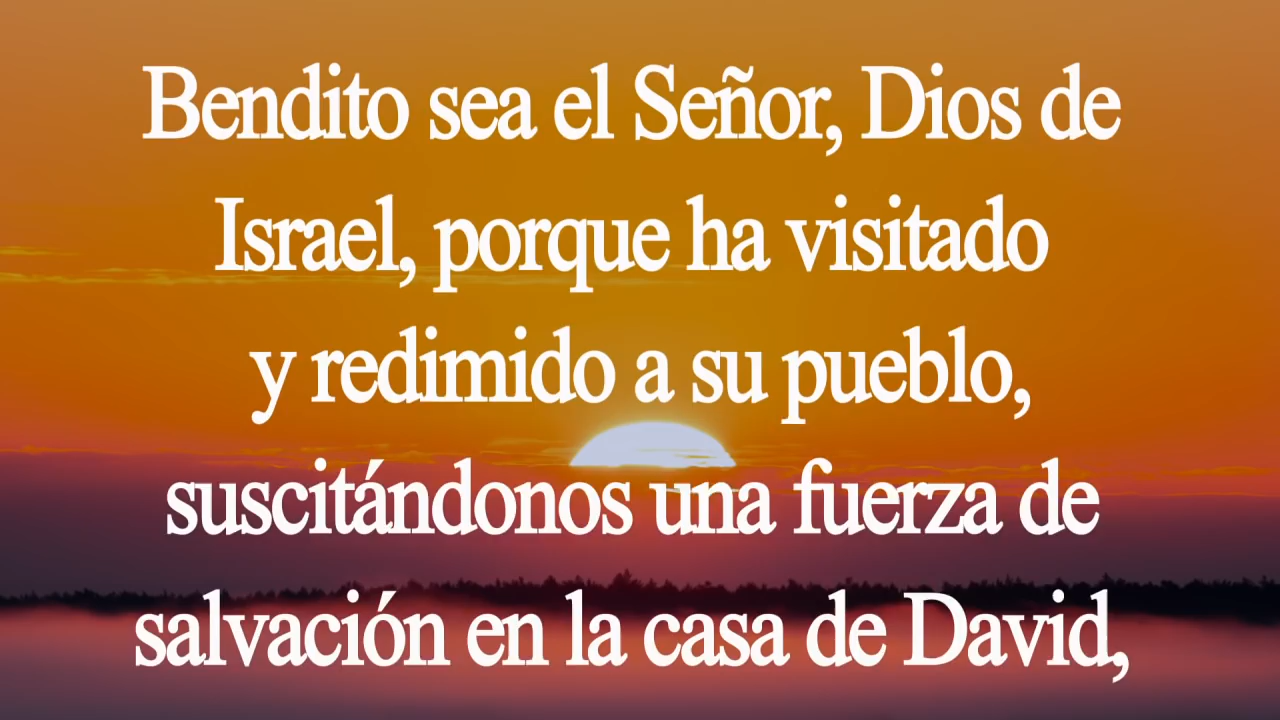 Bendito sea el Señor, Dios de
Israel, porque ha visitado
y redimido a su pueblo,
suscitándonos una fuerza de
salvación en la casa de David,